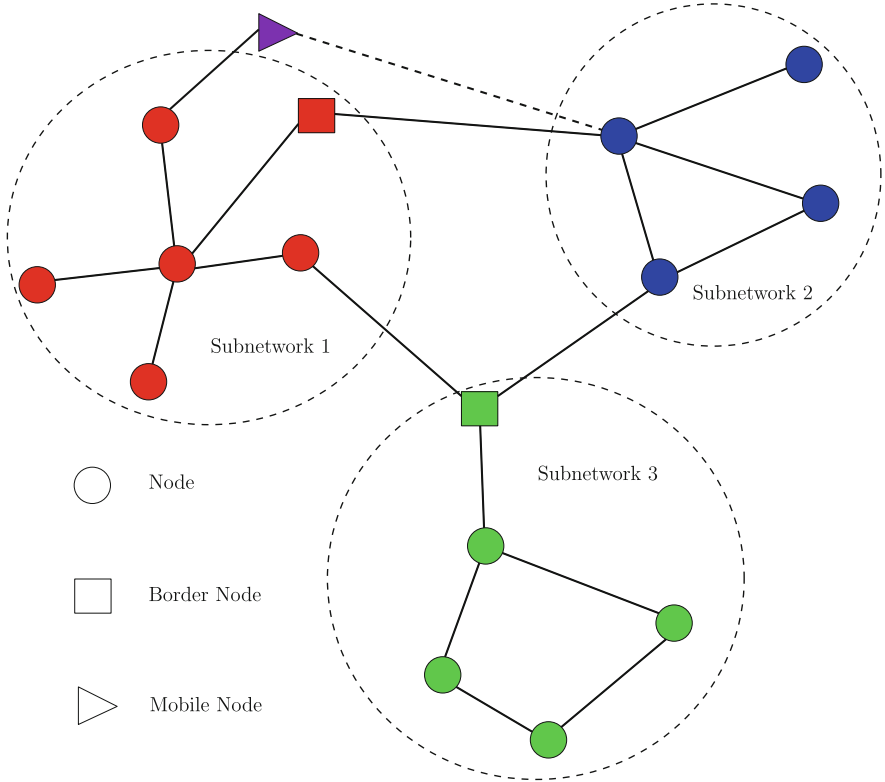 Subnetwork 2
Subnetwork 1
Subnetwork 3
Node
Border Node
Mobile Node